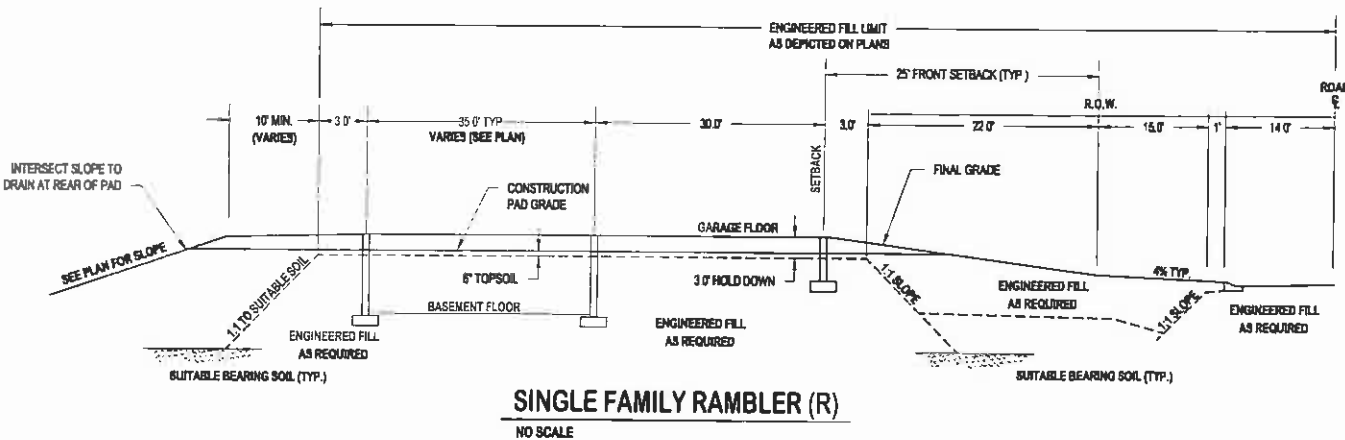 ENGINEERED FILL LIMIT
AS DEPICTED ON PLANS
25' FRONT SETBACK (TYP.)
ROAD
℄
R.O.W.
10' MIN.
(VARIES)
3.0'
35.0' TYP
VARIES (SEE PLAN)
30.0'
3.0'
22.0'
15.0'
1'
14.0'
INTERSECT SLOPE TO
DRAIN AT REAR OF PAD
CONSTRUCTION
PAD GRADE
SETBACK
FINAL GRADE
GARAGE FLOOR
SEE PLAN FOR SLOPE
1:1 TO SUITABLE SOIL
6" TOPSOIL
3.0' HOLD DOWN
1:1 SLOPE
4% TYP.
ENGINEERED FILL
AS REQUIRED
1:1 SLOPE
BASEMENT FLOOR
ENGINEERED FILL
AS REQUIRED
ENGINEERED FILL
AS REQUIRED
ENGINEERED FILL
AS REQUIRED
SUITABLE BEARING SOIL (TYP.)
SUITABLE BEARING SOIL (TYP.)
SINGLE FAMILY RAMBLER (R)
NO SCALE